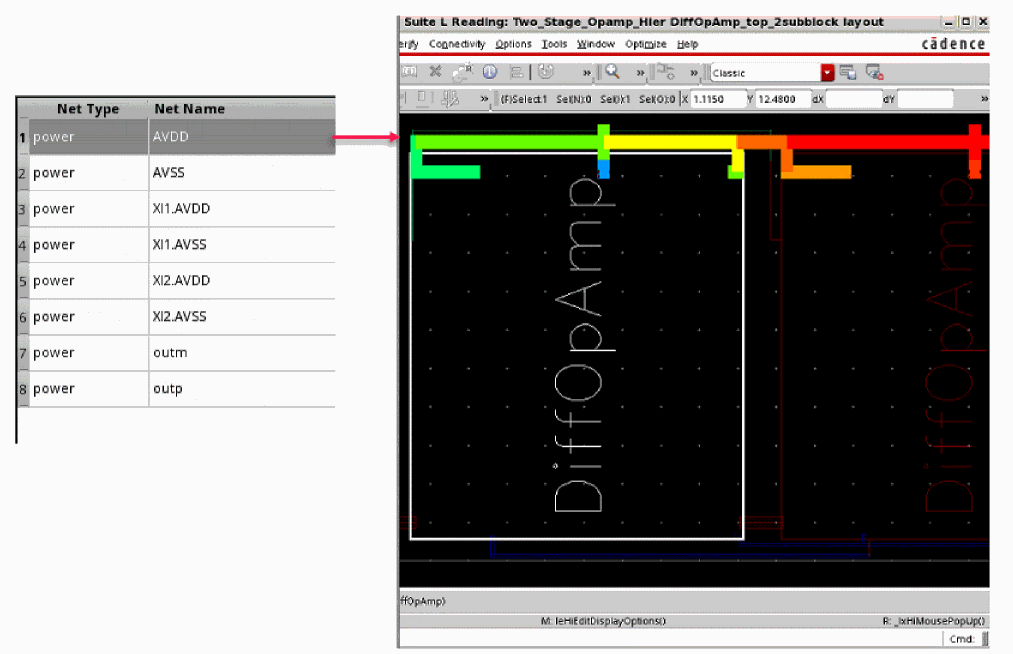 Suite L Reading: Two_Stage_Opamp_Hier DiffOpAmp_top_2subblock layout
erify Connectivity Options Tools Window Optimize Help
cādence
R
» » » Classic
» (F)Select:1 Sel(N):0 Sel(I):1 Sel(O):0 X 1.1150 Y 12.4800 dX dY »
Net Type Net Name
1 power AVDD
2 power AVSS
3 power XI1.AVDD
4 power XI1.AVSS
5 power XI2.AVDD
6 power XI2.AVSS
7 power outm
8 power outp
DiffOpAmp
DiffOpAmp
ffOpAmp)
M: leHiEditDisplayOptions() R: _lxHiMousePopUp()
Cmd: